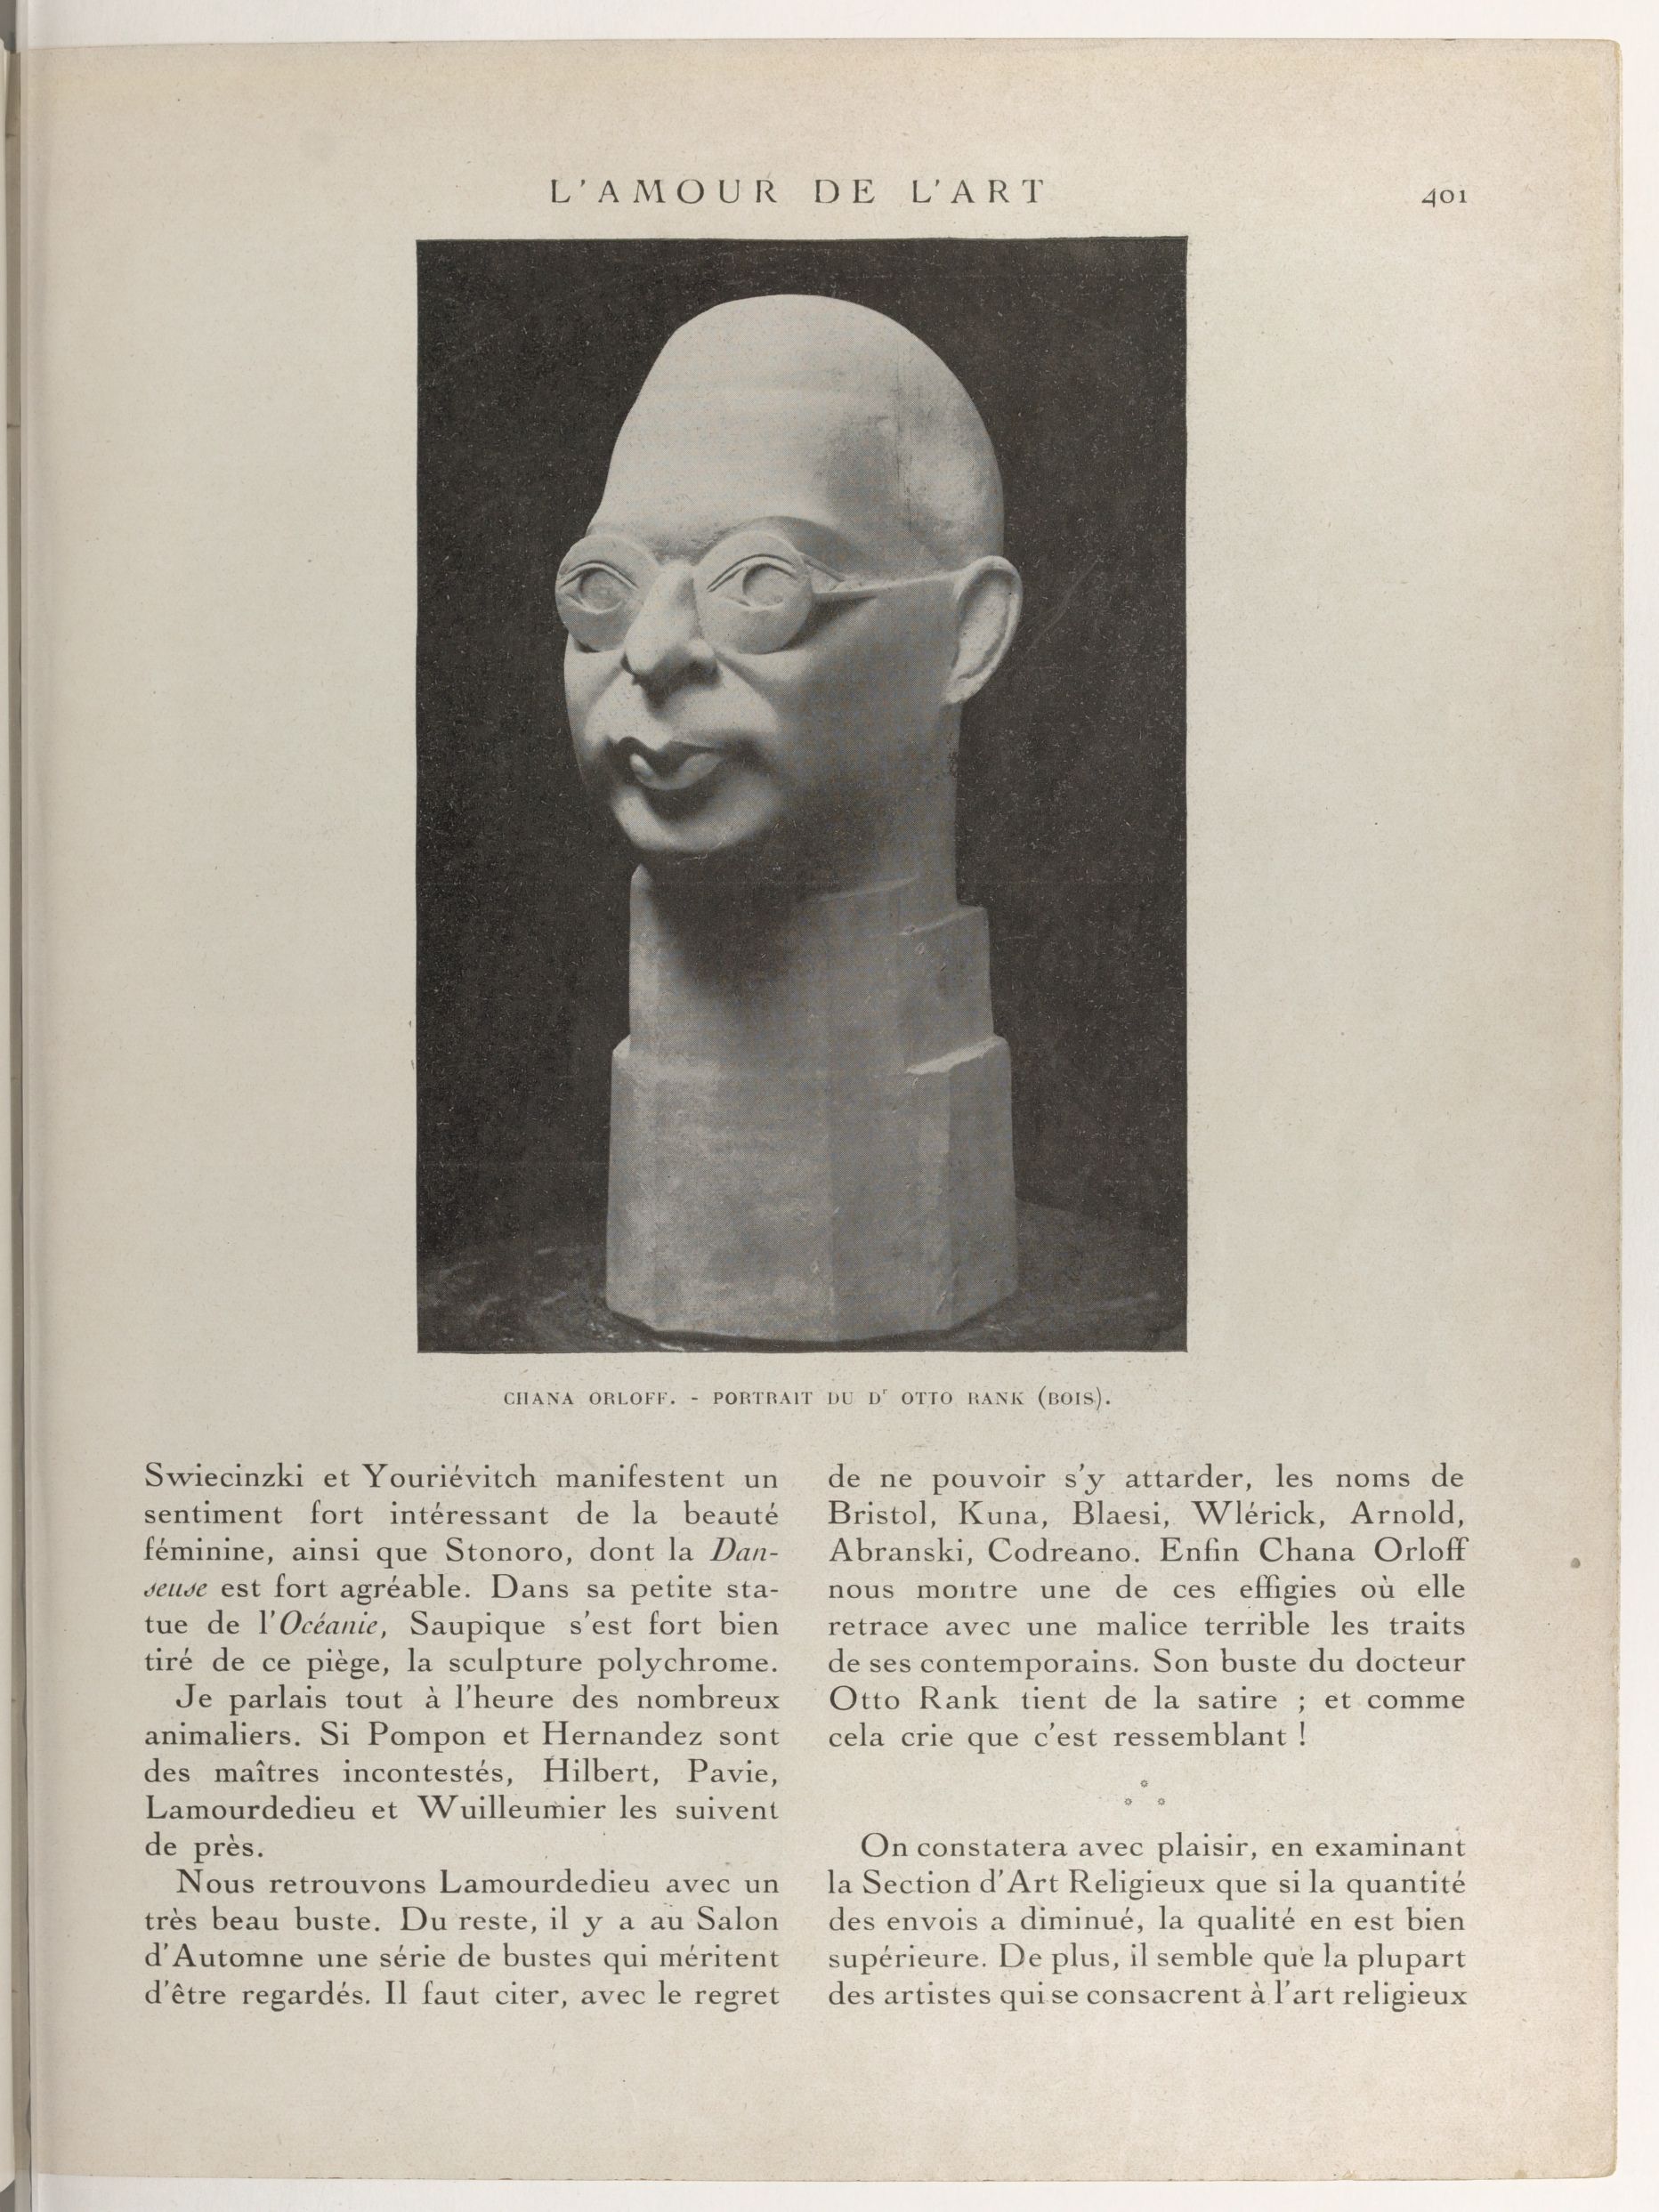 L'AMOUR DE L'ART
401
CHANA ORLOFF. - PORTRAIT DU Dr OTTO RANK (BOIS).
Swiecinzki et Youriévitch manifestent un
sentiment fort intéressant de la beauté
féminine, ainsi que Stonoro, dont la Dan-
seuse est fort agréable. Dans sa petite sta-
tue de l'Océanie, Saupique s'est fort bien
tiré de ce piège, la sculpture polychrome.
Je parlais tout à l'heure des nombreux
animaliers. Si Pompon et Hernandez sont
des maîtres incontestés, Hilbert, Pavie,
Lamourdedieu et Wuilleumier les suivent
de près.
Nous retrouvons Lamourdedieu avec un
très beau buste. Du reste, il y a au Salon
d'Automne une série de bustes qui méritent
d'être regardés. Il faut citer, avec le regret
de ne pouvoir s'y attarder, les noms de
Bristol, Kuna, Blaesi, Wlérick, Arnold,
Abranski, Codreano. Enfin Chana Orloff
nous montre une de ces effigies où elle
retrace avec une malice terrible les traits
de ses contemporains. Son buste du docteur
Otto Rank tient de la satire ; et comme
cela crie que c'est ressemblant !
On constatera avec plaisir, en examinant
la Section d'Art Religieux que si la quantité
des envois a diminué, la qualité en est bien
supérieure. De plus, il semble que la plupart
des artistes qui se consacrent à l'art religieux